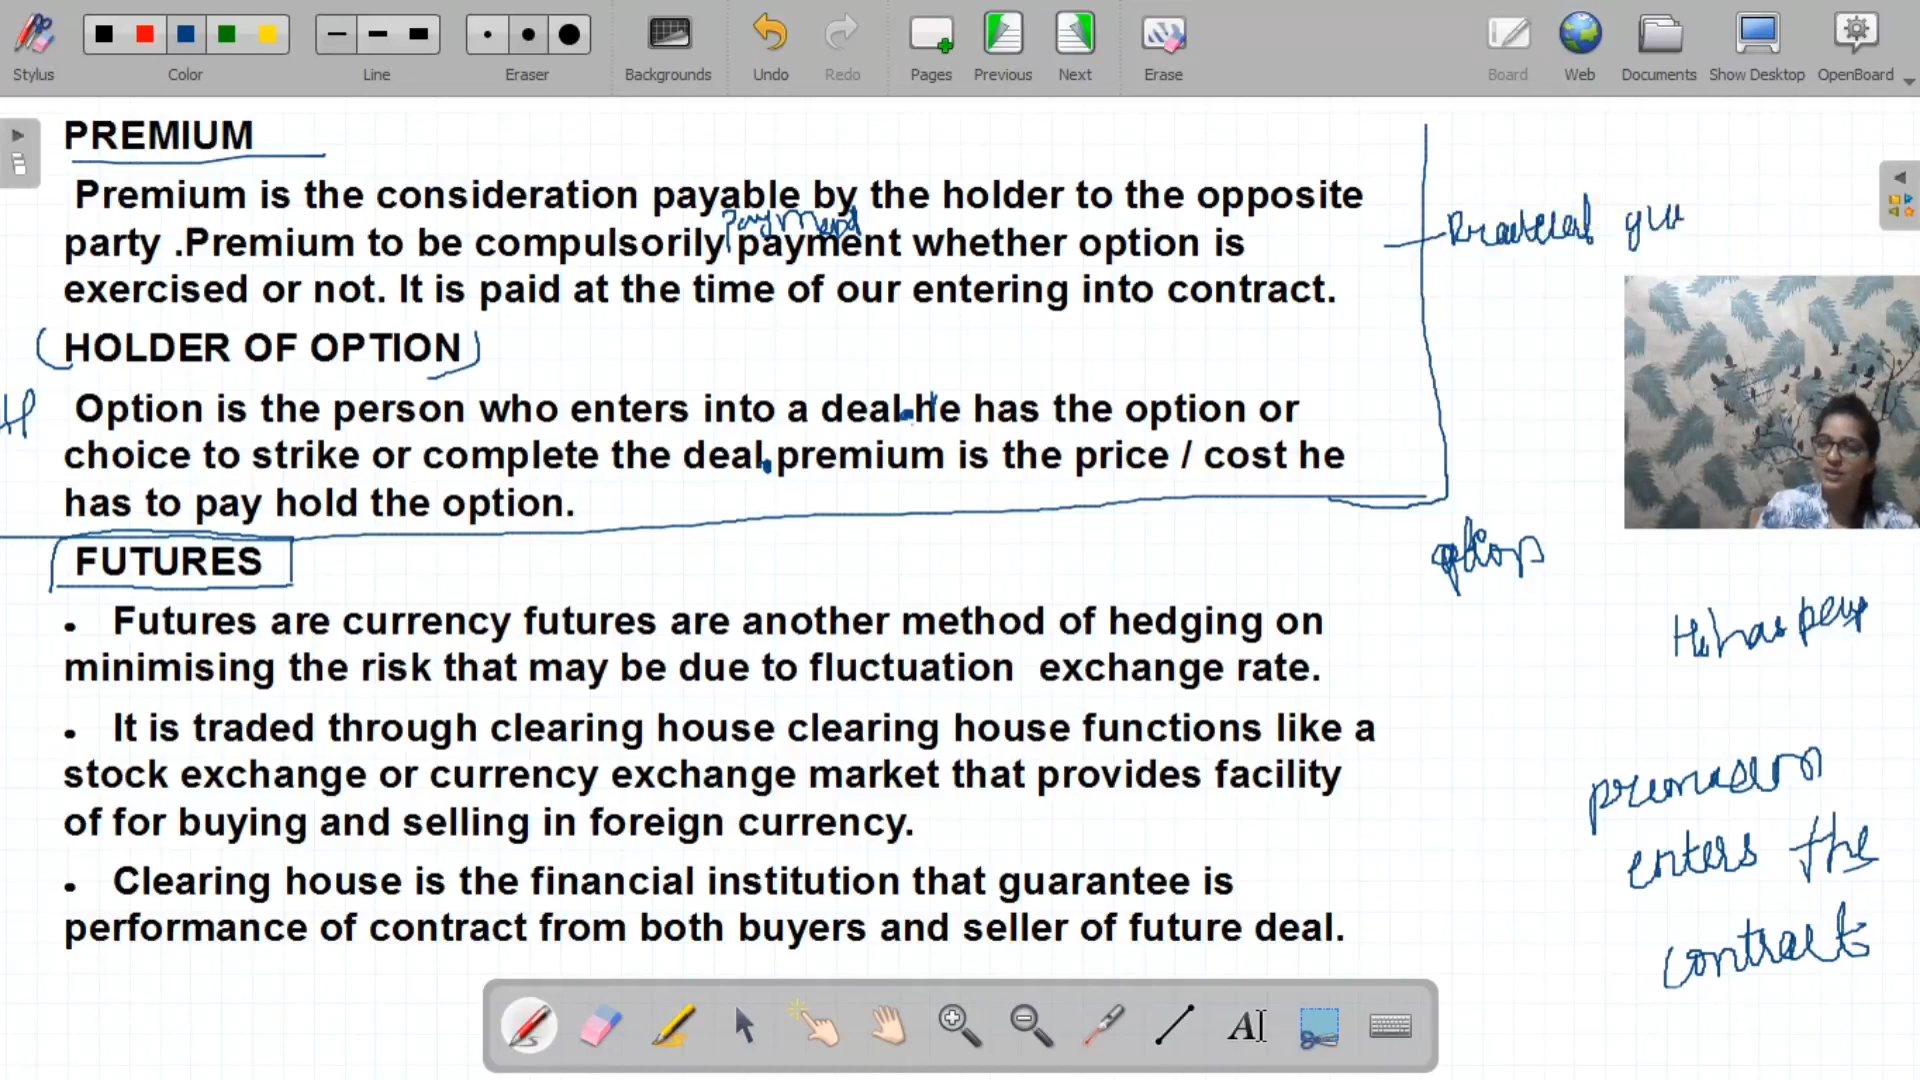 Stylus Color Line Eraser Backgrounds Undo Redo Pages Previous Next Erase Board Web Documents Show Desktop OpenBoard
PREMIUM
Premium is the consideration payable by the holder to the opposite
party .Premium to be compulsorily payment whether option is
exercised or not. It is paid at the time of our entering into contract.
HOLDER OF OPTION
Option is the person who enters into a deal.he has the option or
choice to strike or complete the deal.premium is the price / cost he
has to pay hold the option.
FUTURES
• Futures are currency futures are another method of hedging on
minimising the risk that may be due to fluctuation exchange rate.
• It is traded through clearing house clearing house functions like a
stock exchange or currency exchange market that provides facility
of for buying and selling in foreign currency.
• Clearing house is the financial institution that guarantee is
performance of contract from both buyers and seller of future deal.
option
He has
enters the
contract